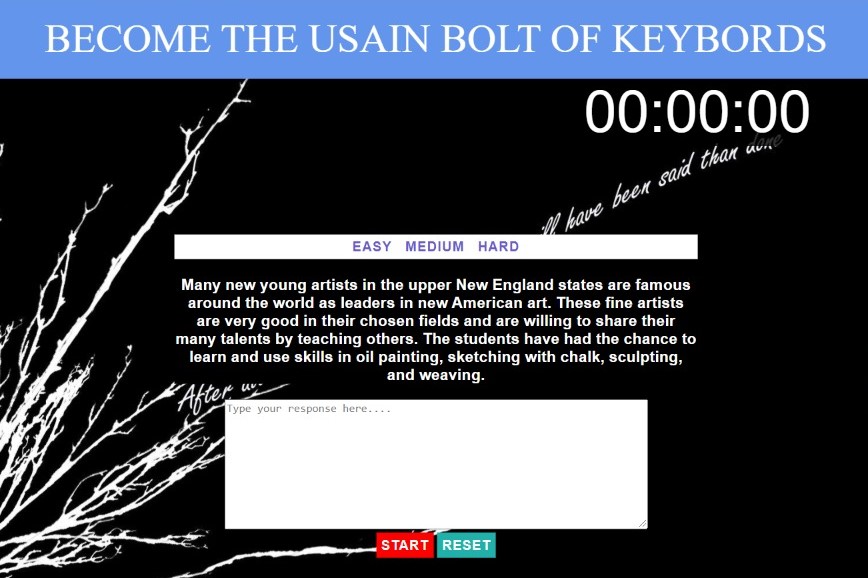 BECOME THE USAIN BOLT OF KEYBORDS
00:00:00
ill have been said than done
EASY MEDIUM HARD
Many new young artists in the upper New England states are famous
around the world as leaders in new American art. These fine artists
are very good in their chosen fields and are willing to share their
many talents by teaching others. The students have had the chance to
learn and use skills in oil painting, sketching with chalk, sculpting,
and weaving.
After
Type your response here....
START RESET